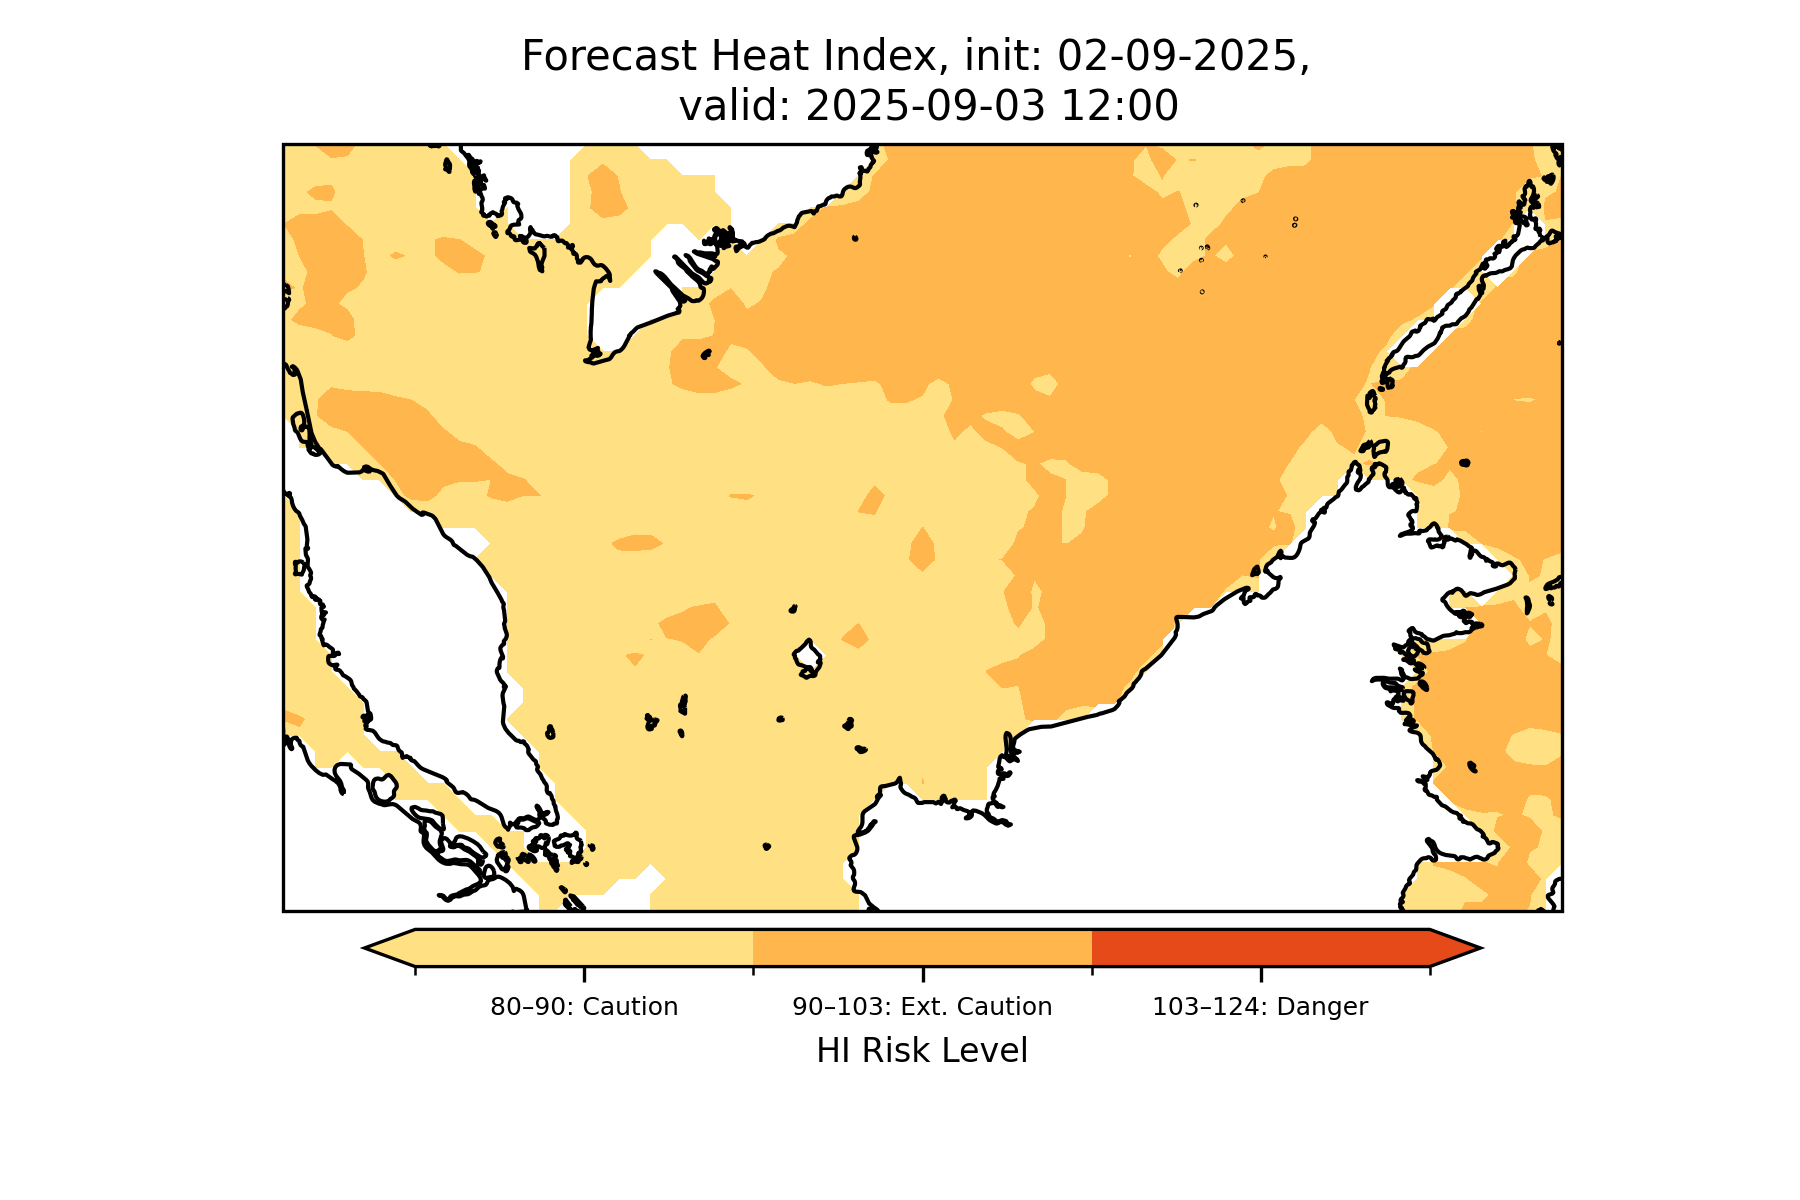 Forecast Heat Index, init: 02-09-2025,
valid: 2025-09-03 12:00
80–90: Caution
90–103: Ext. Caution
103–124: Danger
HI Risk Level